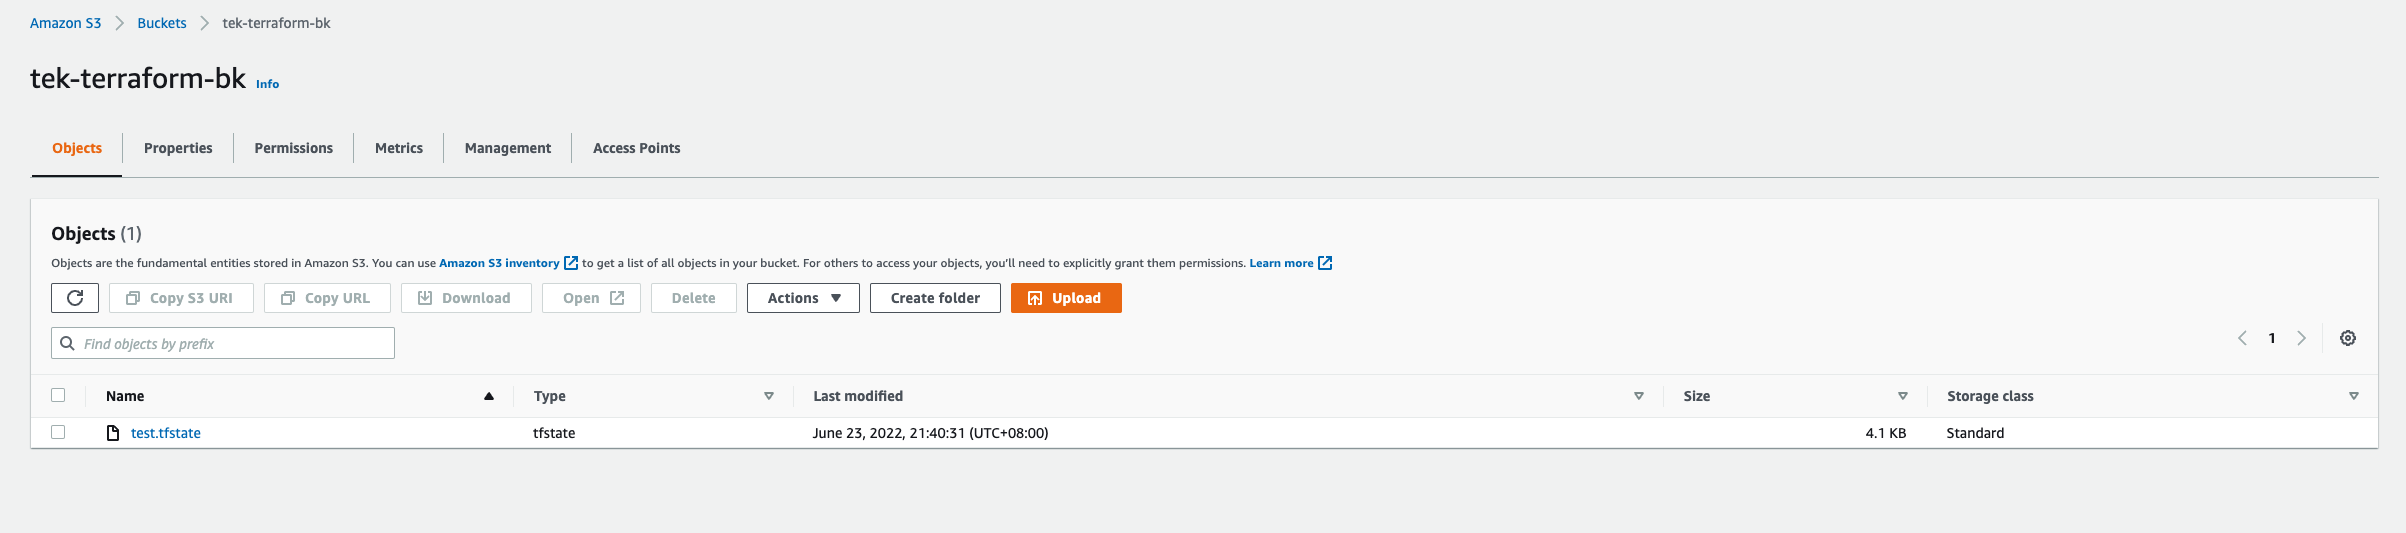 Amazon S3 Buckets tek-terraform-bk
tek-terraform-bk Info
Objects Properties Permissions Metrics Management Access Points
Objects (1)
Objects are the fundamental entities stored in Amazon S3. You can use Amazon S3 inventory to get a list of all objects in your bucket. For others to access your objects, you'll need to explicitly grant them permissions. Learn more
Copy S3 URI Copy URL Download Open Delete Actions Create folder Upload
Find objects by prefix 1
Name Type Last modified Size Storage class
test.tfstate tfstate June 23, 2022, 21:40:31 (UTC+08:00) 4.1 KB Standard